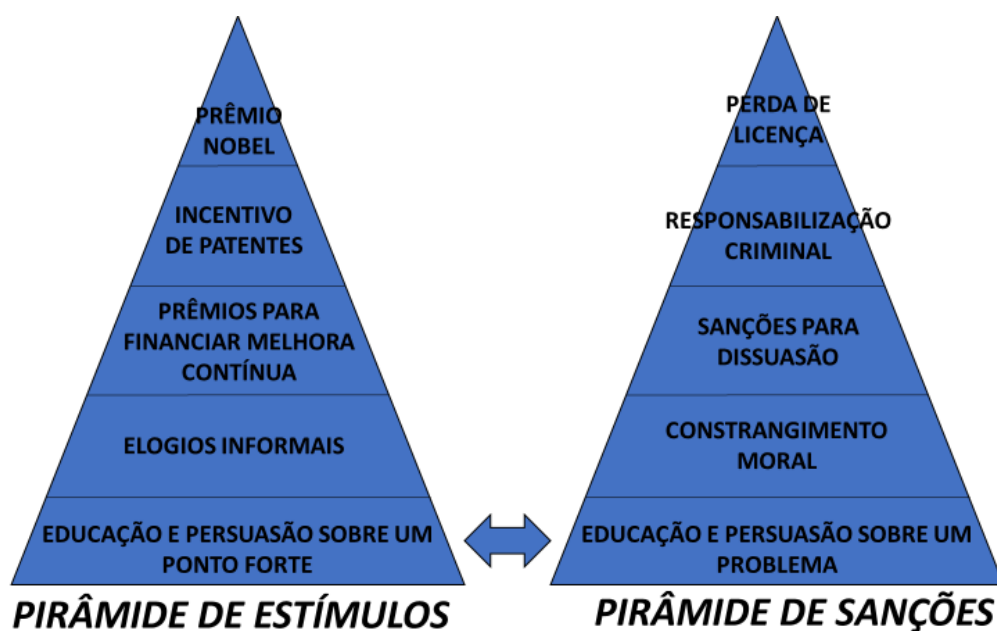 PRÊMIO
NOBEL
INCENTIVO
DE PATENTES
PRÊMIOS PARA
FINANCIAR MELHORA
CONTÍNUA
ELOGIOS INFORMAIS
EDUCAÇÃO E PERSUASÃO SOBRE UM
PONTO FORTE
PIRÂMIDE DE ESTÍMULOS
PERDA DE
LICENÇA
RESPONSABILIZAÇÃO
CRIMINAL
SANÇÕES PARA
DISSUASÃO
CONSTRANGIMENTO
MORAL
EDUCAÇÃO E PERSUASÃO SOBRE UM
PROBLEMA
PIRÂMIDE DE SANÇÕES